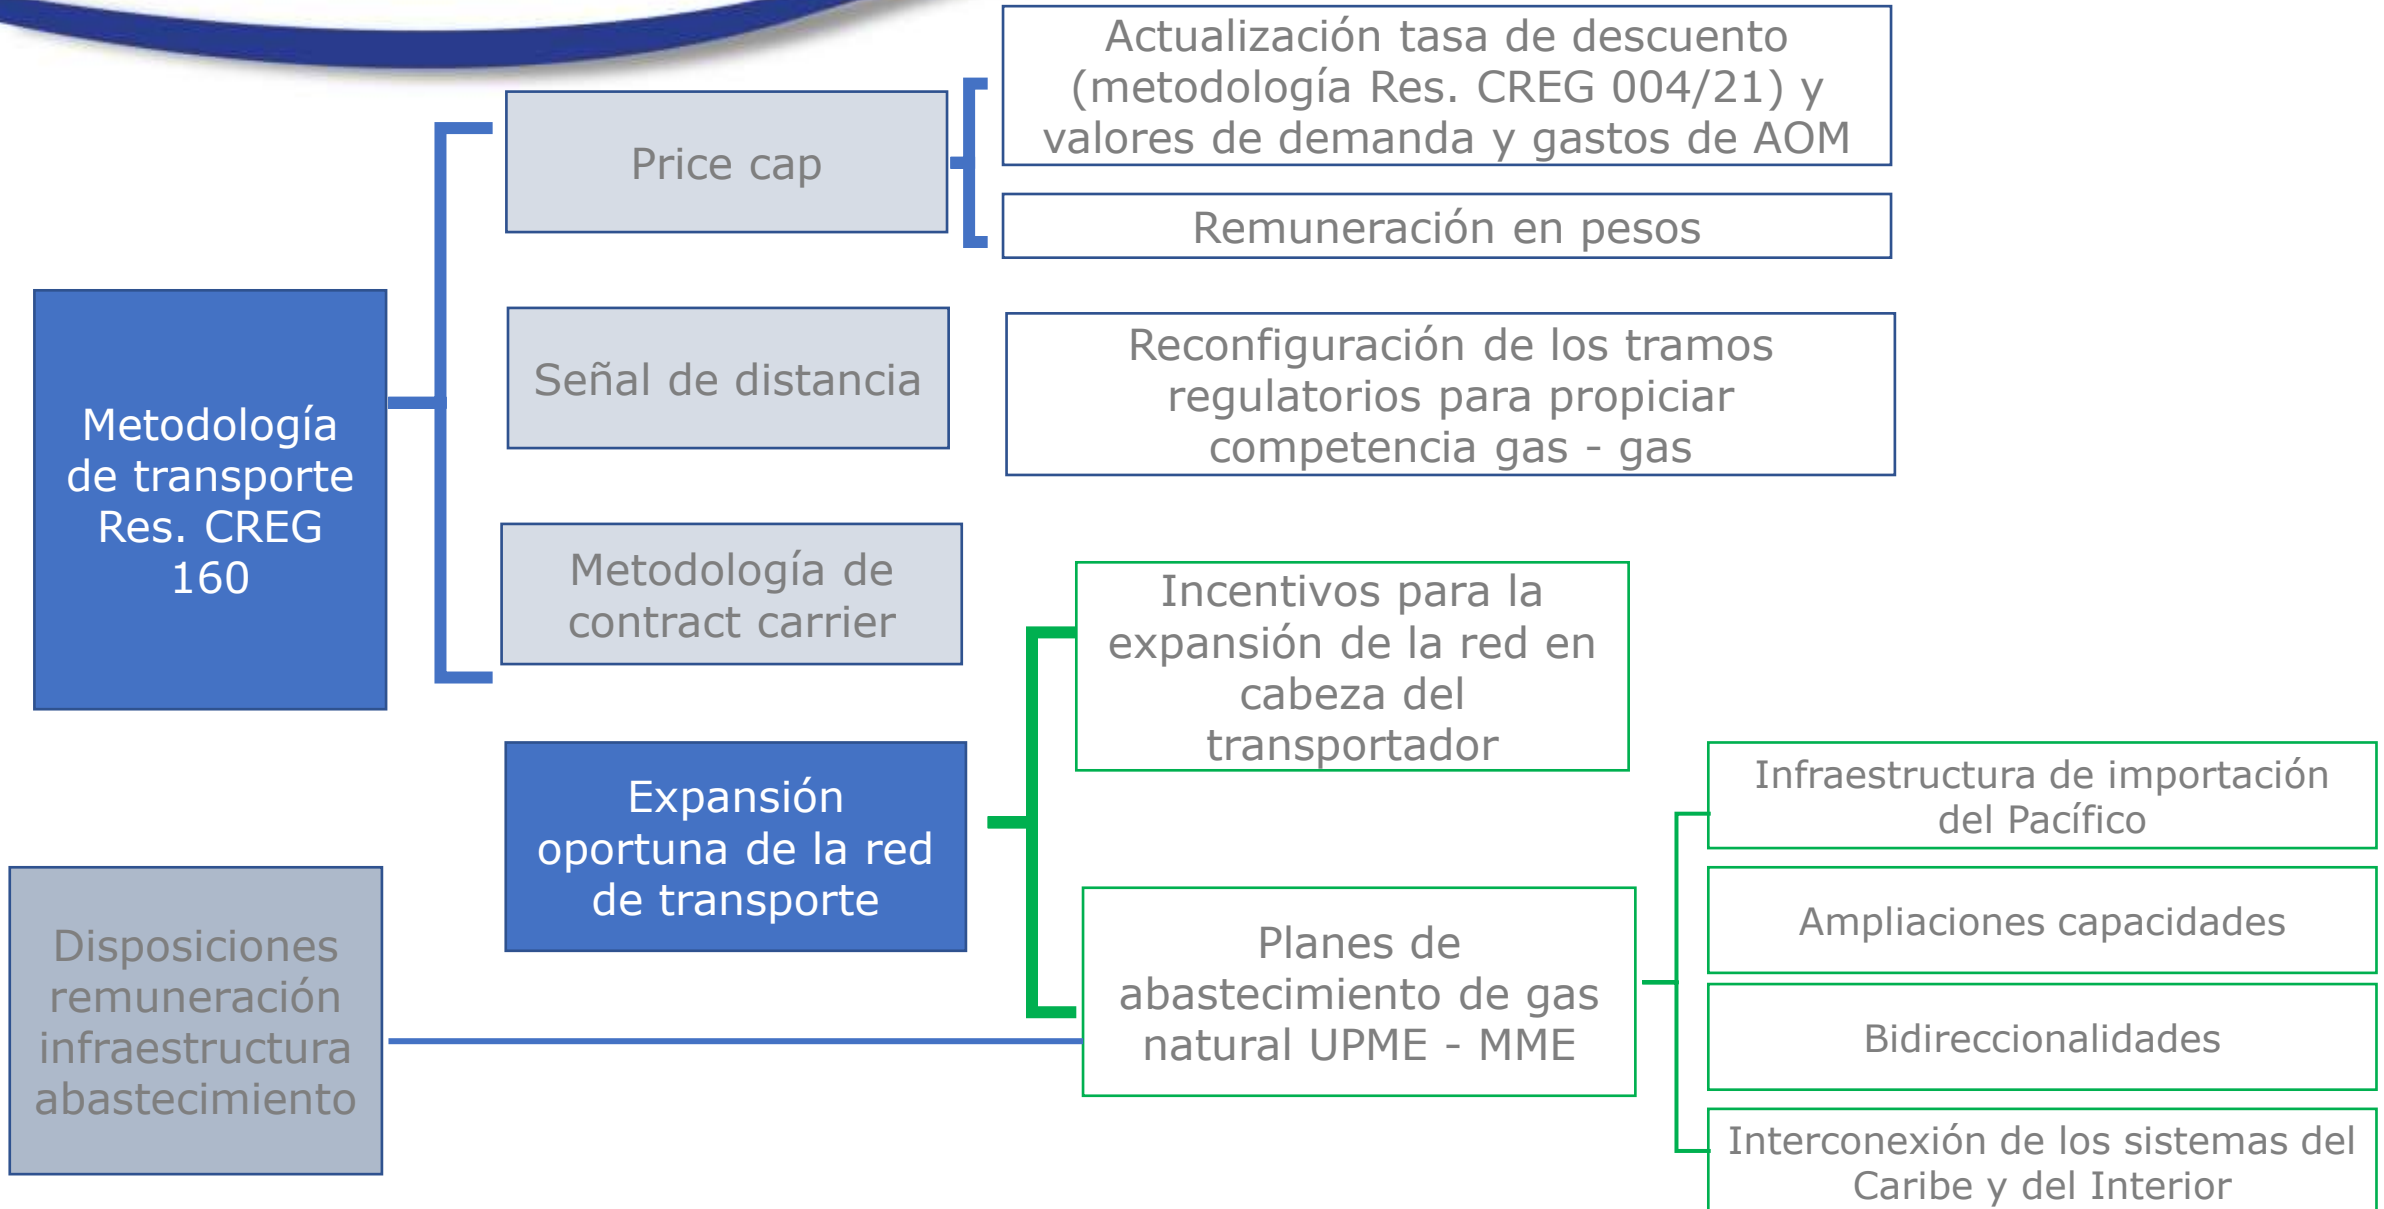 Actualización tasa de descuento
(metodología Res. CREG 004/21) y
valores de demanda y gastos de AOM
Price cap
Remuneración en pesos
Metodología
de transporte
Res. CREG
160
Señal de distancia
Reconfiguración de los tramos
regulatorios para propiciar
competencia gas - gas
Metodología de
contract carrier
Incentivos para la
expansión de la red en
cabeza del
transportador
Expansión
oportuna de la red
de transporte
Infraestructura de importación
del Pacífico
Ampliaciones capacidades
Disposiciones
remuneración
infraestructura
abastecimiento
Planes de
abastecimiento de gas
natural UPME - MME
Bidireccionalidades
Interconexión de los sistemas del
Caribe y del Interior